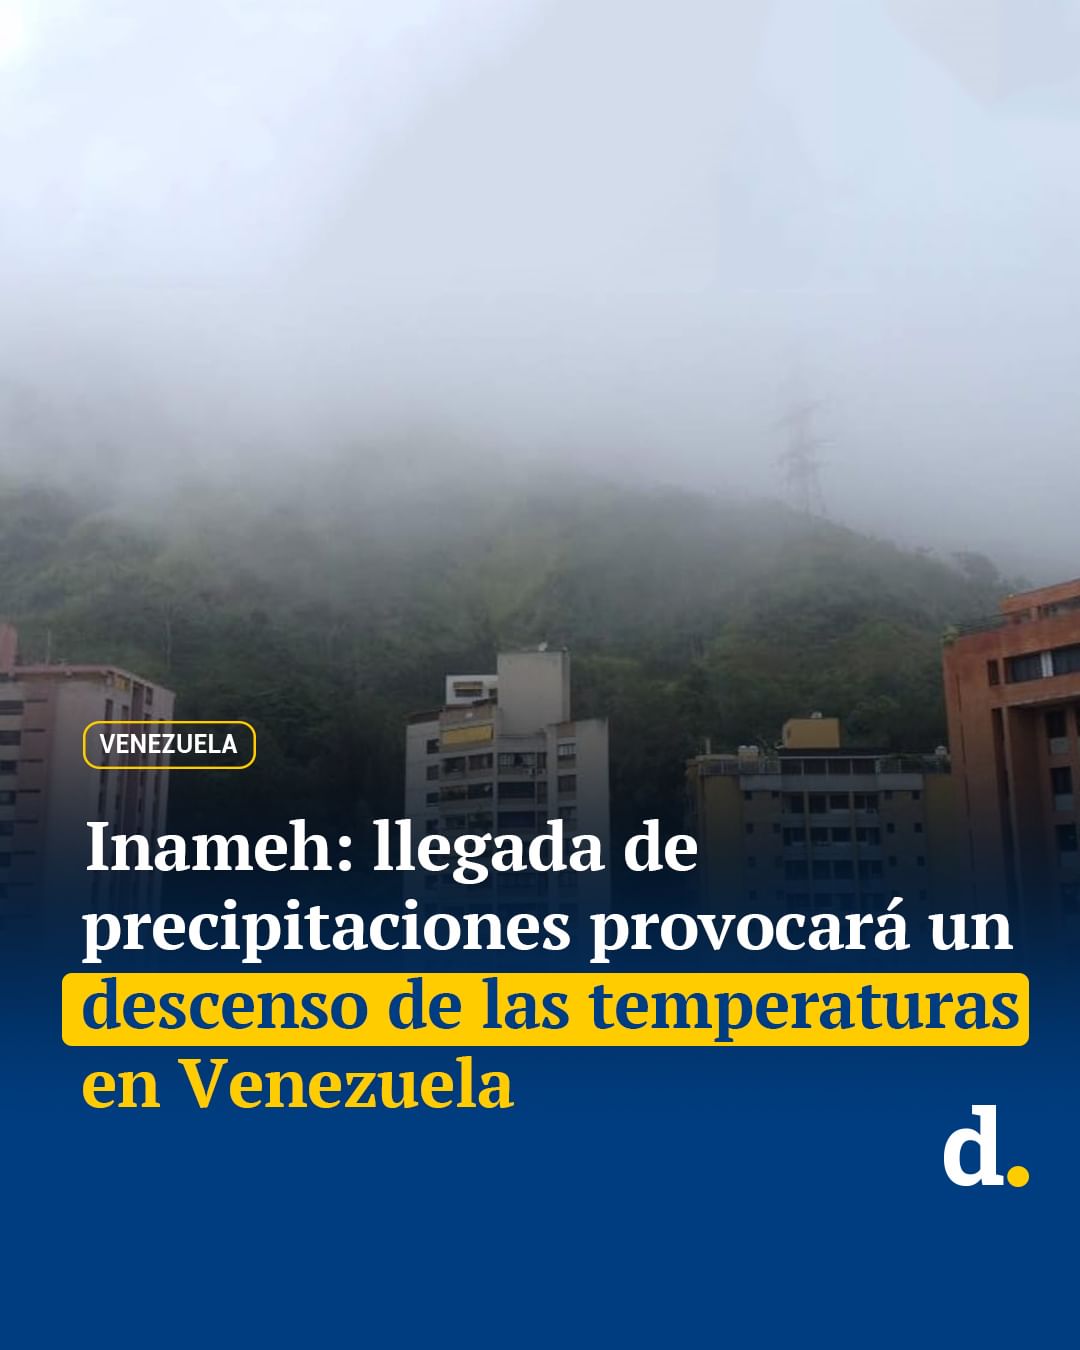 VENEZUELA
Inameh: llegada de
precipitaciones provocará un
descenso de las temperaturas
en Venezuela
d.